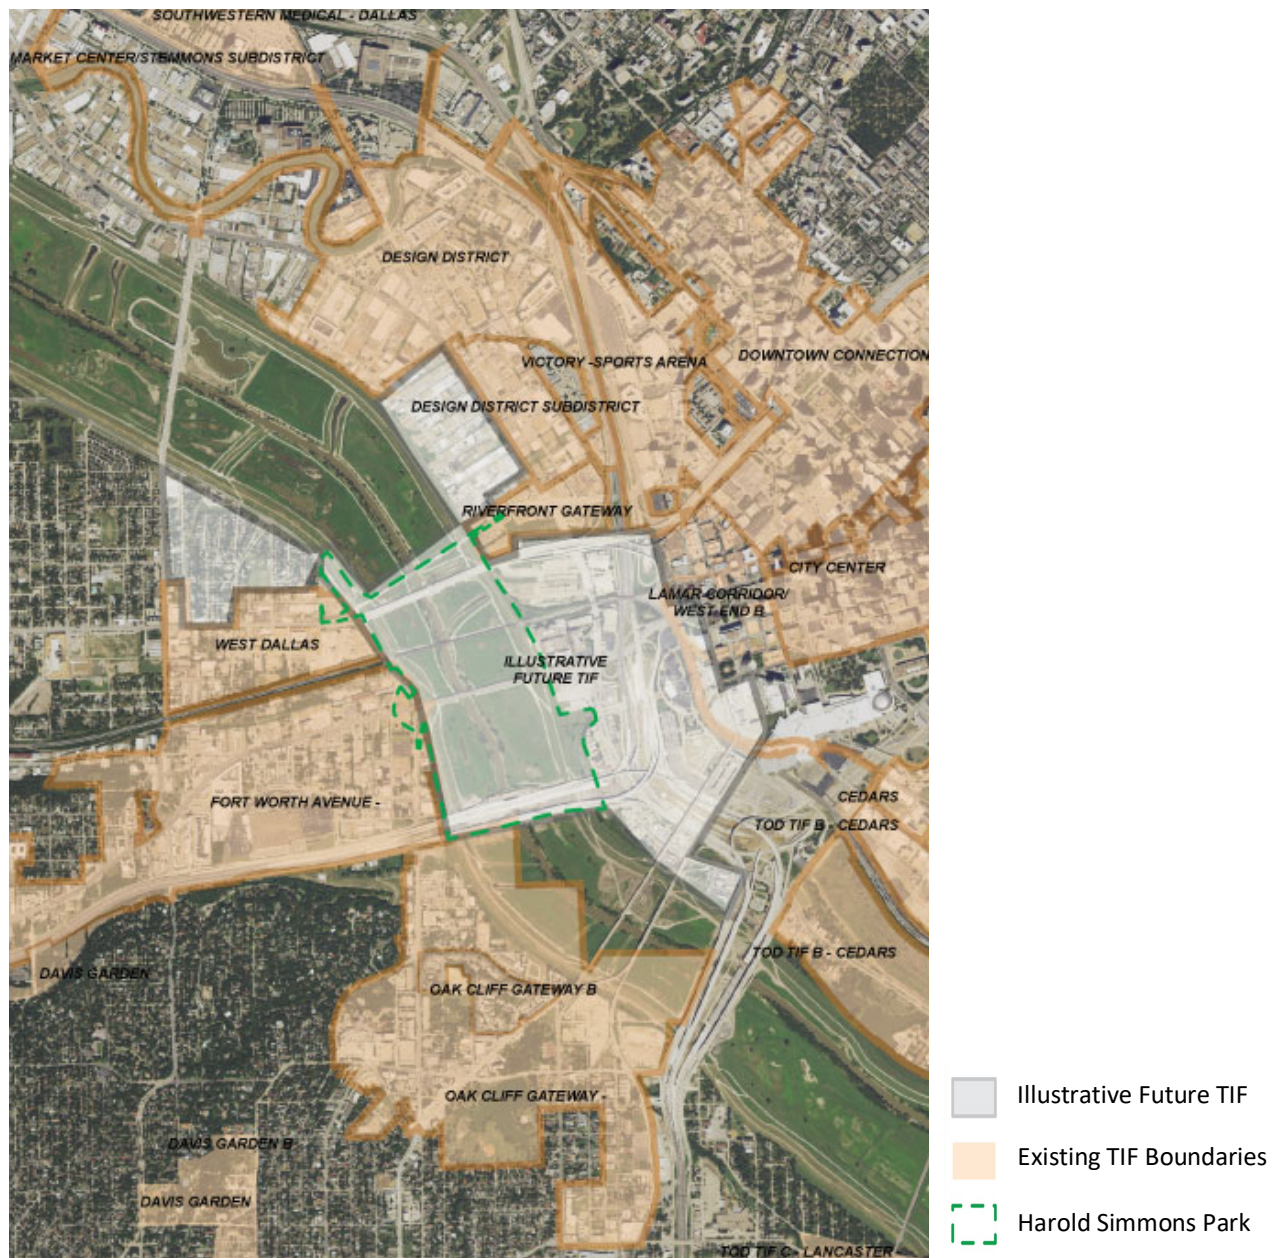 SOUTHWESTERN MEDICAL - DALLAS
MARKET CENTER/STEMMONS SUBDISTRICT
DESIGN DISTRICT
VICTORY -SPORTS ARENA
DOWNTOWN CONNECTION
DESIGN DISTRICT SUBDISTRICT
RIVERFRONT GATEWAY
CITY CENTER
LAMAR CORRIDOR/
WEST END B
WEST DALLAS
ILLUSTRATIVE
FUTURE TIF
FORT WORTH AVENUE -
CEDARS
TOD TIF B - CEDARS
TOD TIF B - CEDARS
DAVIS GARDEN
OAK CLIFF GATEWAY B
OAK CLIFF GATEWAY -
DAVIS GARDEN B
DAVIS GARDEN
TOD TIF C - LANCASTER -
Illustrative Future TIF
Existing TIF Boundaries
Harold Simmons Park